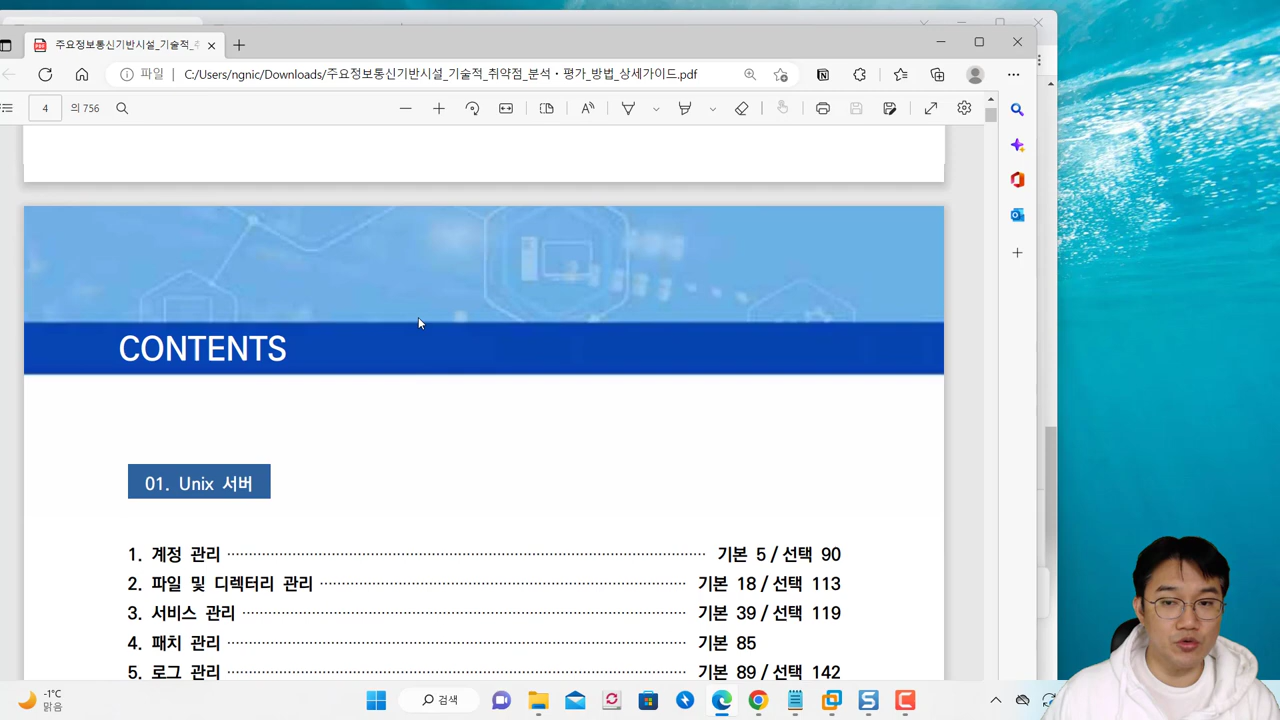 주요정보통신기반시설_기술적_취
파일 C:/Users/ngnic/Downloads/주요정보통신기반시설_기술적_취약점_분석・평가_방법_상세가이드.pdf
4 의 756
CONTENTS
01. Unix 서버
1. 계정 관리 기본 5 / 선택 90
2. 파일 및 디렉터리 관리 기본 18 / 선택 113
3. 서비스 관리 기본 39 / 선택 119
4. 패치 관리 기본 85
5. 로그 관리 기본 89 / 선택 142
-1°C
맑음
검색